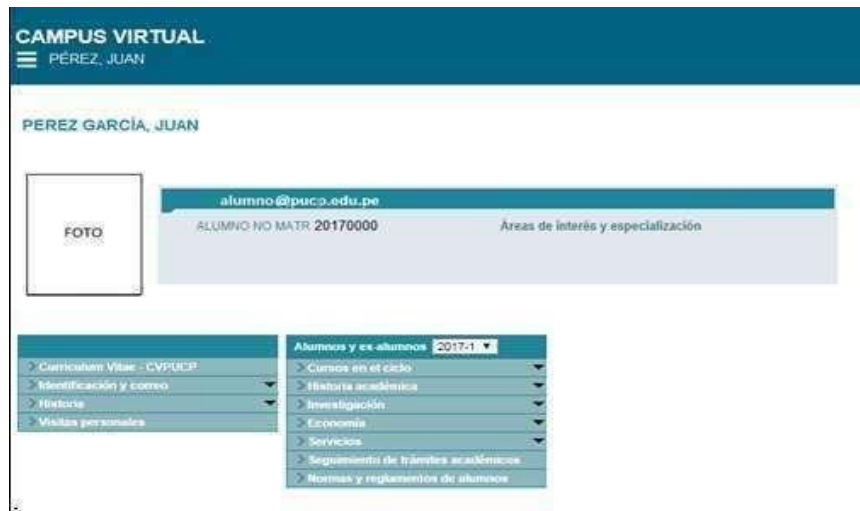 CAMPUS VIRTUAL
PÉREZ, JUAN
PEREZ GARCÍA, JUAN
FOTO
alumno@pucp.edu.pe
ALUMNO NO MATR 20170000
Áreas de interés y especialización
> Curriculum Vitae - CVPUCP
> Identificación y correo
> Historia
> Visitas personales
Alumnos y ex-alumnos 2017-1
> Cursos en el ciclo
> Historia académica
> Investigación
> Economía
> Servicios
> Seguimiento de trámites académicos
> Normas y reglamentos de alumnos